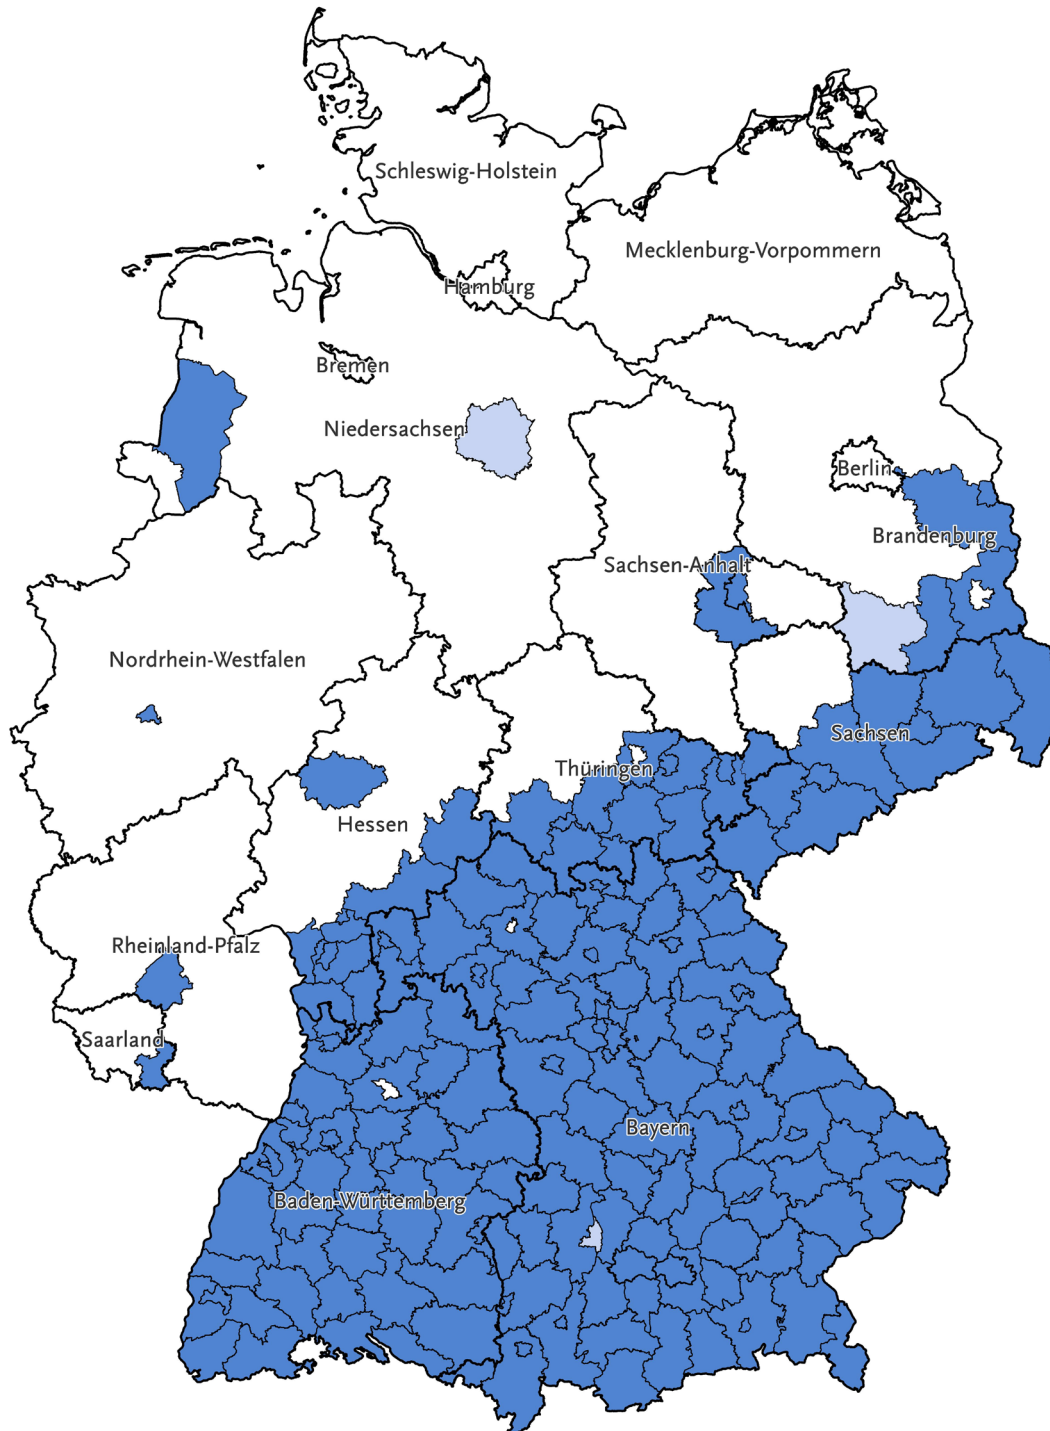 Schleswig-Holstein
Mecklenburg-Vorpommern
Hamburg
Bremen
Niedersachsen
Berlin
Brandenburg
Sachsen-Anhalt
Nordrhein-Westfalen
Sachsen
Thüringen
Hessen
Rheinland-Pfalz
Saarland
Bayern
Baden-Württemberg